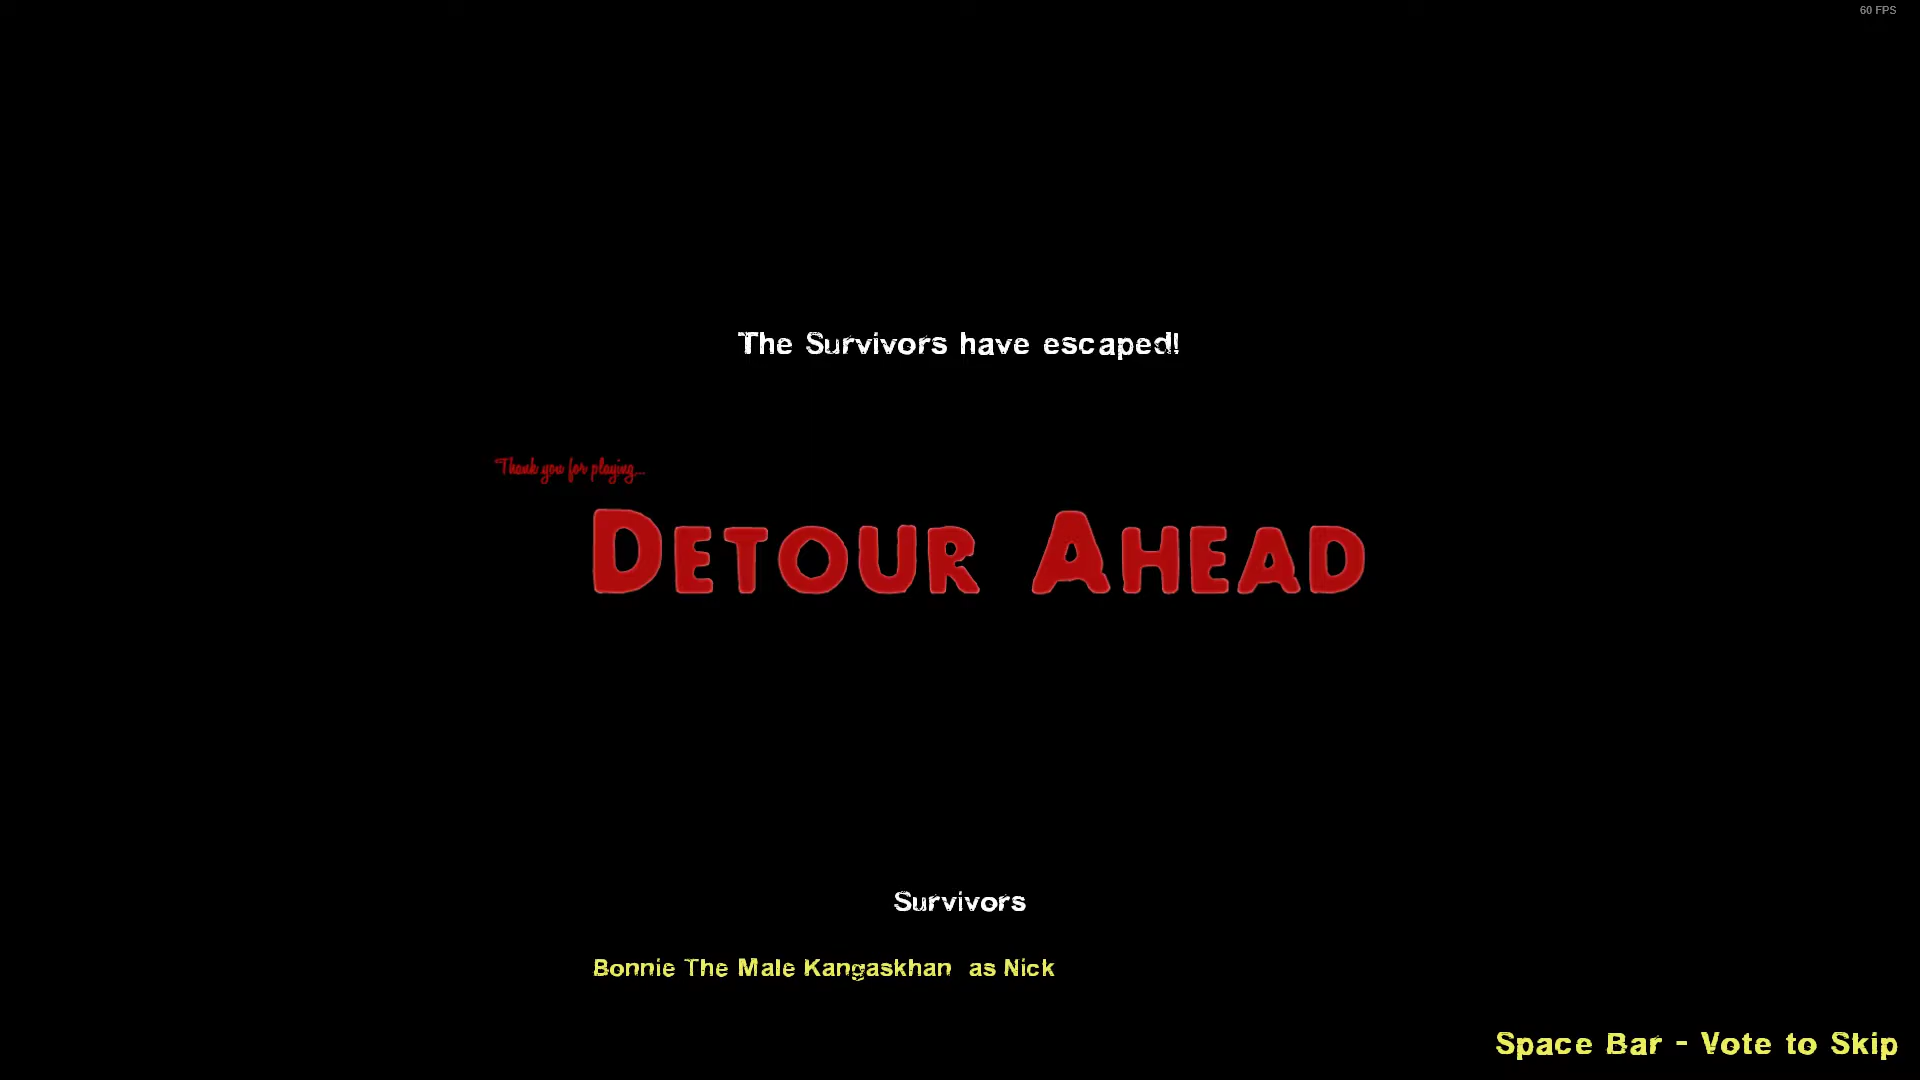 60 FPS
The Survivors have escaped!
Thank you for playing...
DETOUR AHEAD
Survivors
Bonnie The Male Kangaskhan as Nick
Space Bar - Vote to Skip